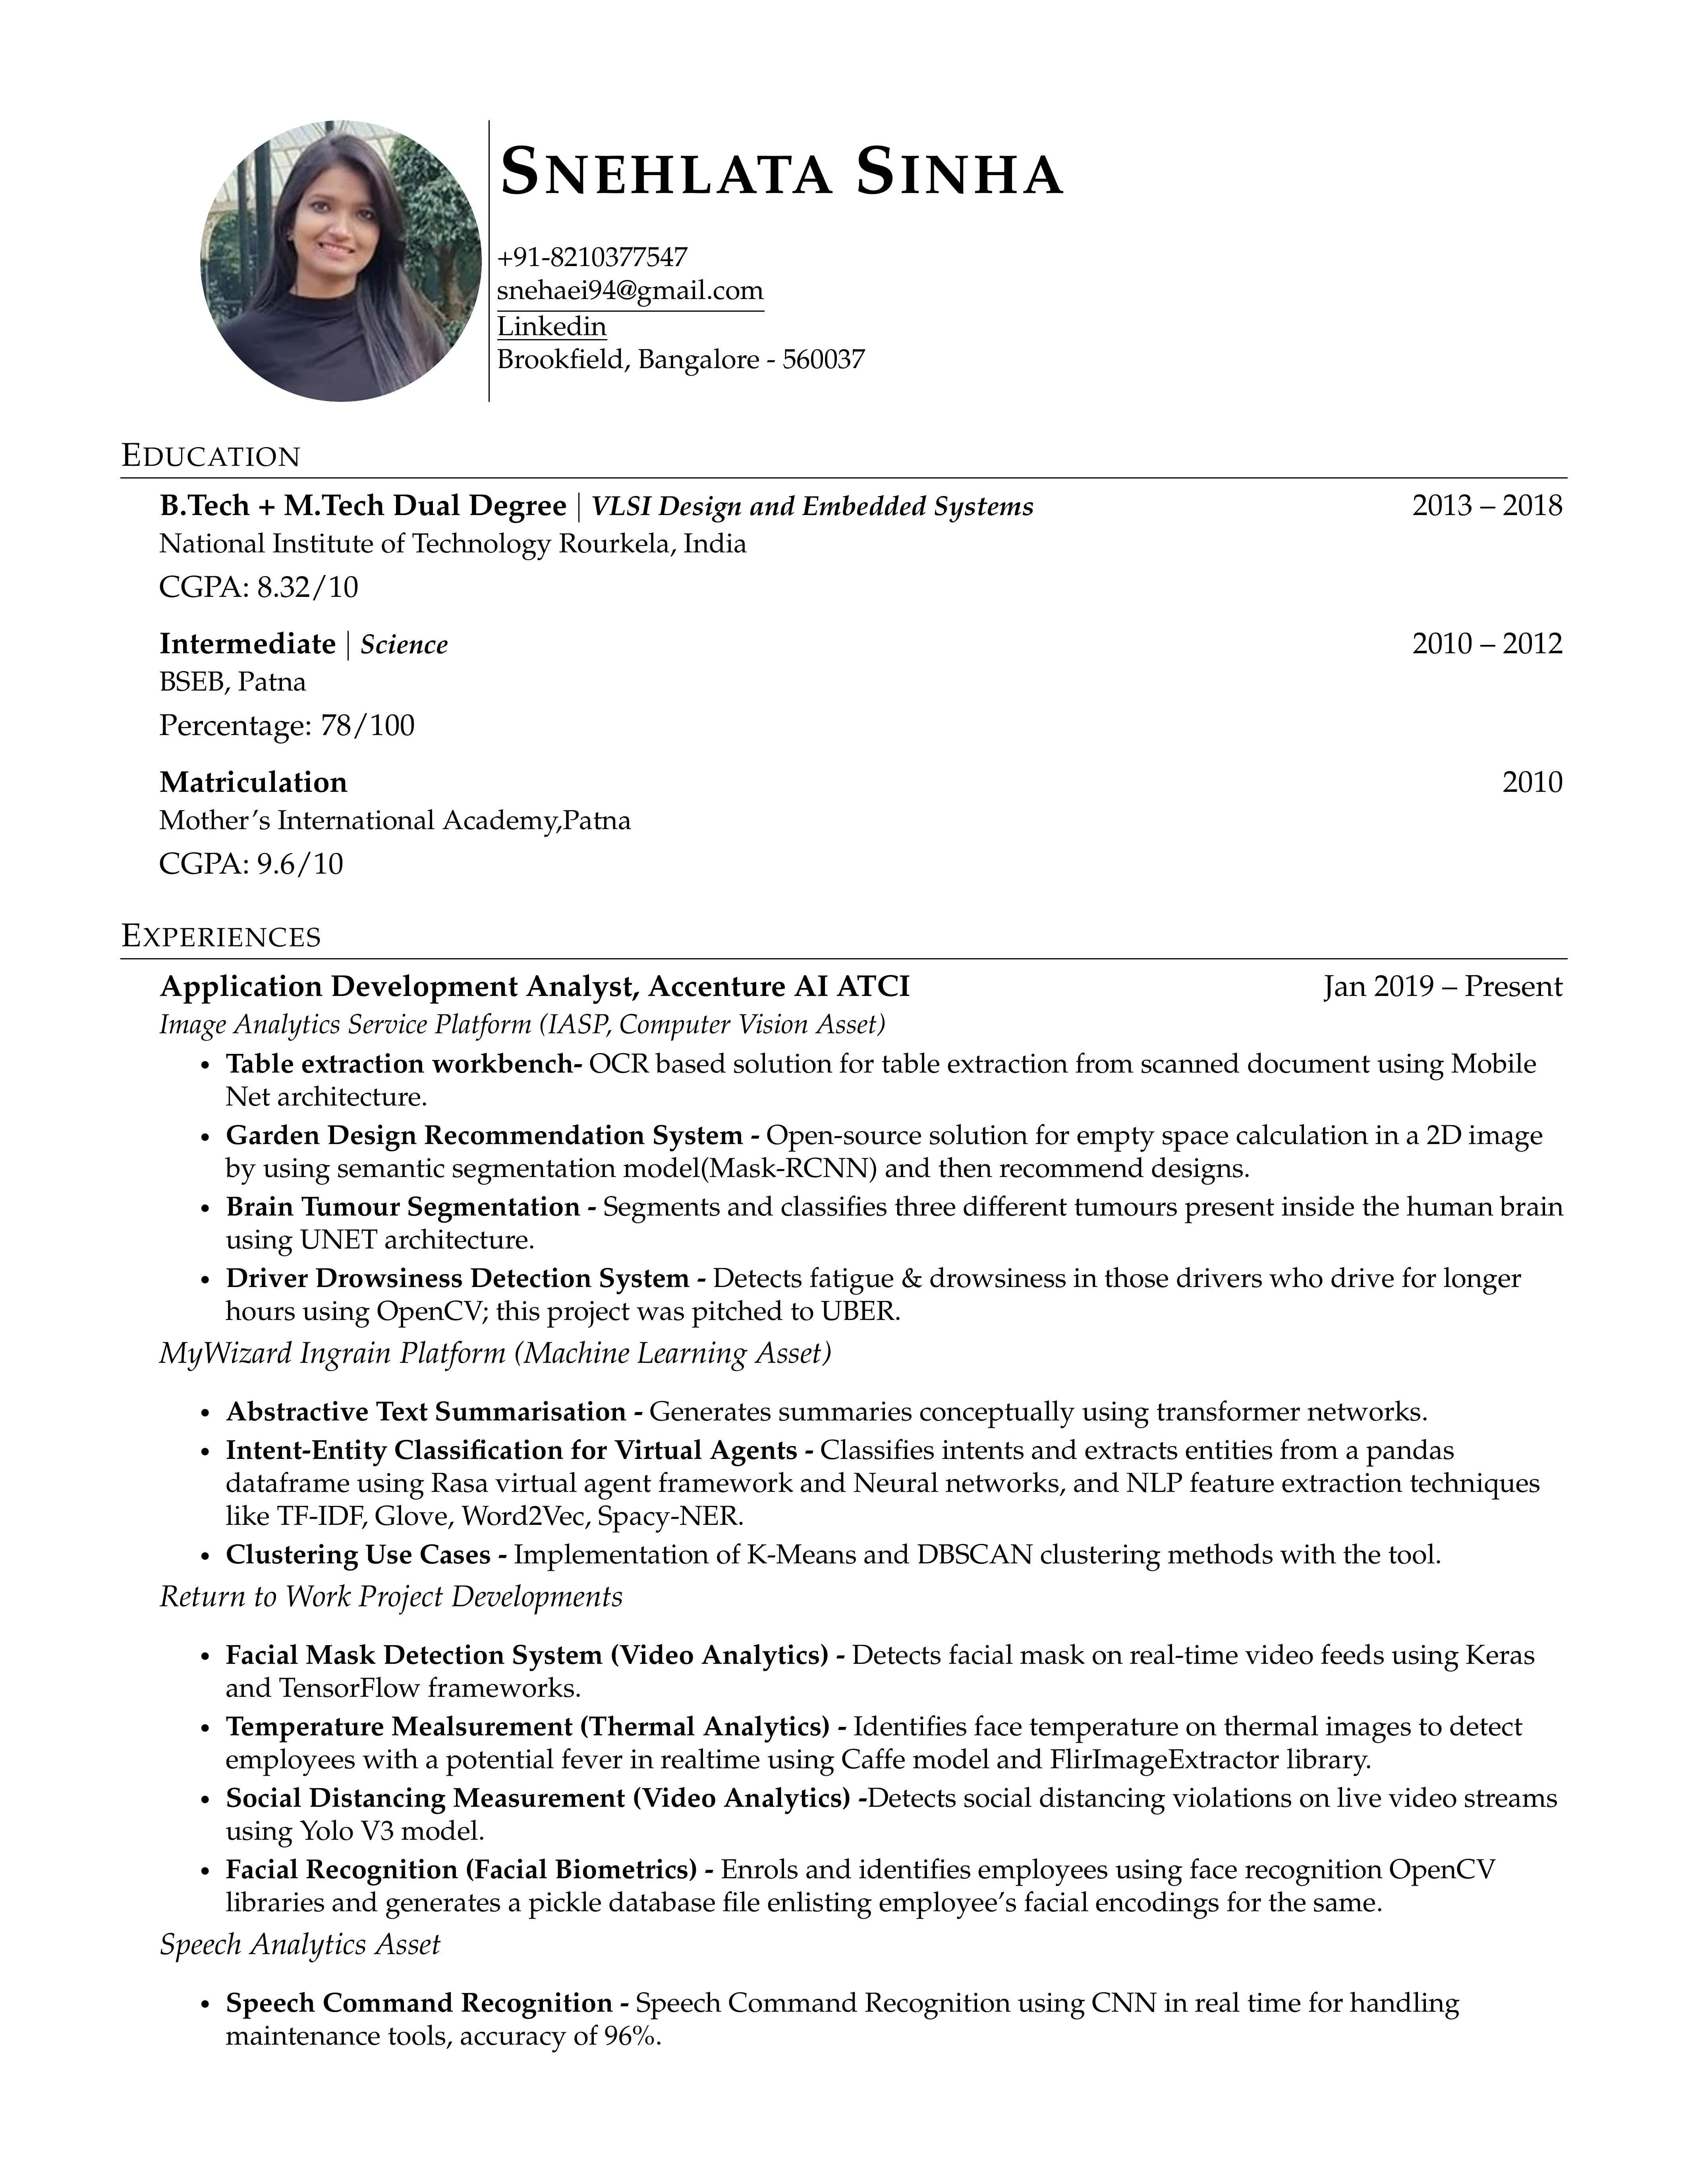 SNEHLATA SINHA
+91-8210377547
snehaei94@gmail.com
Linkedin
Brookfield, Bangalore - 560037
EDUCATION
B.Tech + M.Tech Dual Degree | VLSI Design and Embedded Systems 2013 – 2018
National Institute of Technology Rourkela, India
CGPA: 8.32/10
Intermediate | Science 2010 – 2012
BSEB, Patna
Percentage: 78/100
Matriculation 2010
Mother's International Academy,Patna
CGPA: 9.6/10
EXPERIENCES
Application Development Analyst, Accenture AI ATCI Jan 2019 – Present
Image Analytics Service Platform (IASP, Computer Vision Asset)
• Table extraction workbench- OCR based solution for table extraction from scanned document using Mobile
Net architecture.
• Garden Design Recommendation System - Open-source solution for empty space calculation in a 2D image
by using semantic segmentation model(Mask-RCNN) and then recommend designs.
• Brain Tumour Segmentation - Segments and classifies three different tumours present inside the human brain
using UNET architecture.
• Driver Drowsiness Detection System - Detects fatigue & drowsiness in those drivers who drive for longer
hours using OpenCV; this project was pitched to UBER.
MyWizard Ingrain Platform (Machine Learning Asset)
• Abstractive Text Summarisation - Generates summaries conceptually using transformer networks.
• Intent-Entity Classification for Virtual Agents - Classifies intents and extracts entities from a pandas
dataframe using Rasa virtual agent framework and Neural networks, and NLP feature extraction techniques
like TF-IDF, Glove, Word2Vec, Spacy-NER.
• Clustering Use Cases - Implementation of K-Means and DBSCAN clustering methods with the tool.
Return to Work Project Developments
• Facial Mask Detection System (Video Analytics) - Detects facial mask on real-time video feeds using Keras
and TensorFlow frameworks.
• Temperature Mealsurement (Thermal Analytics) - Identifies face temperature on thermal images to detect
employees with a potential fever in realtime using Caffe model and FlirImageExtractor library.
• Social Distancing Measurement (Video Analytics) -Detects social distancing violations on live video streams
using Yolo V3 model.
• Facial Recognition (Facial Biometrics) - Enrols and identifies employees using face recognition OpenCV
libraries and generates a pickle database file enlisting employee's facial encodings for the same.
Speech Analytics Asset
• Speech Command Recognition - Speech Command Recognition using CNN in real time for handling
maintenance tools, accuracy of 96%.